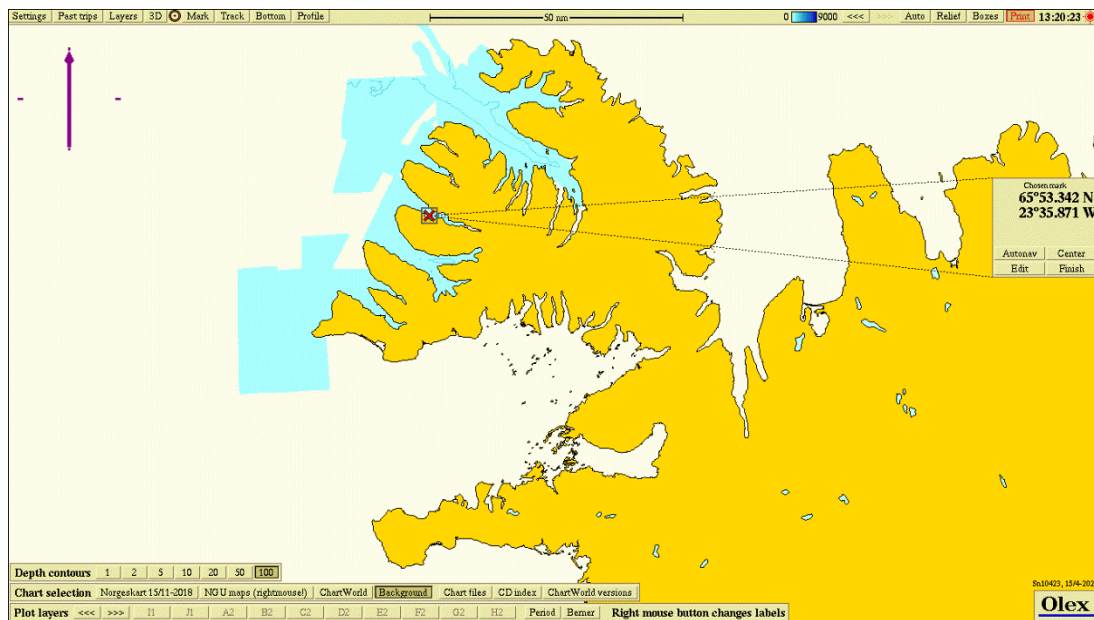 Settings Past trips Layers 3D Mark Track Bottom Profile 50 nm 0 9000 <<< >>> Auto Relief Boxes Print 13:20:23
Chosen mark
65°53.342 N
23°35.871 W
Autonav Center
Edit Finish
Depth contours 1 2 5 10 20 50 100
Sn10423, 15/4-202
Chart selection Norgeskart 15/11-2018 NGU maps (rightmouse!) ChartWorld Background Chart files CD index ChartWorld versions
Plot layers <<< >>> I1 J1 A2 B2 C2 D2 E2 F2 G2 H2 Period Berner Right mouse button changes labels
Olex